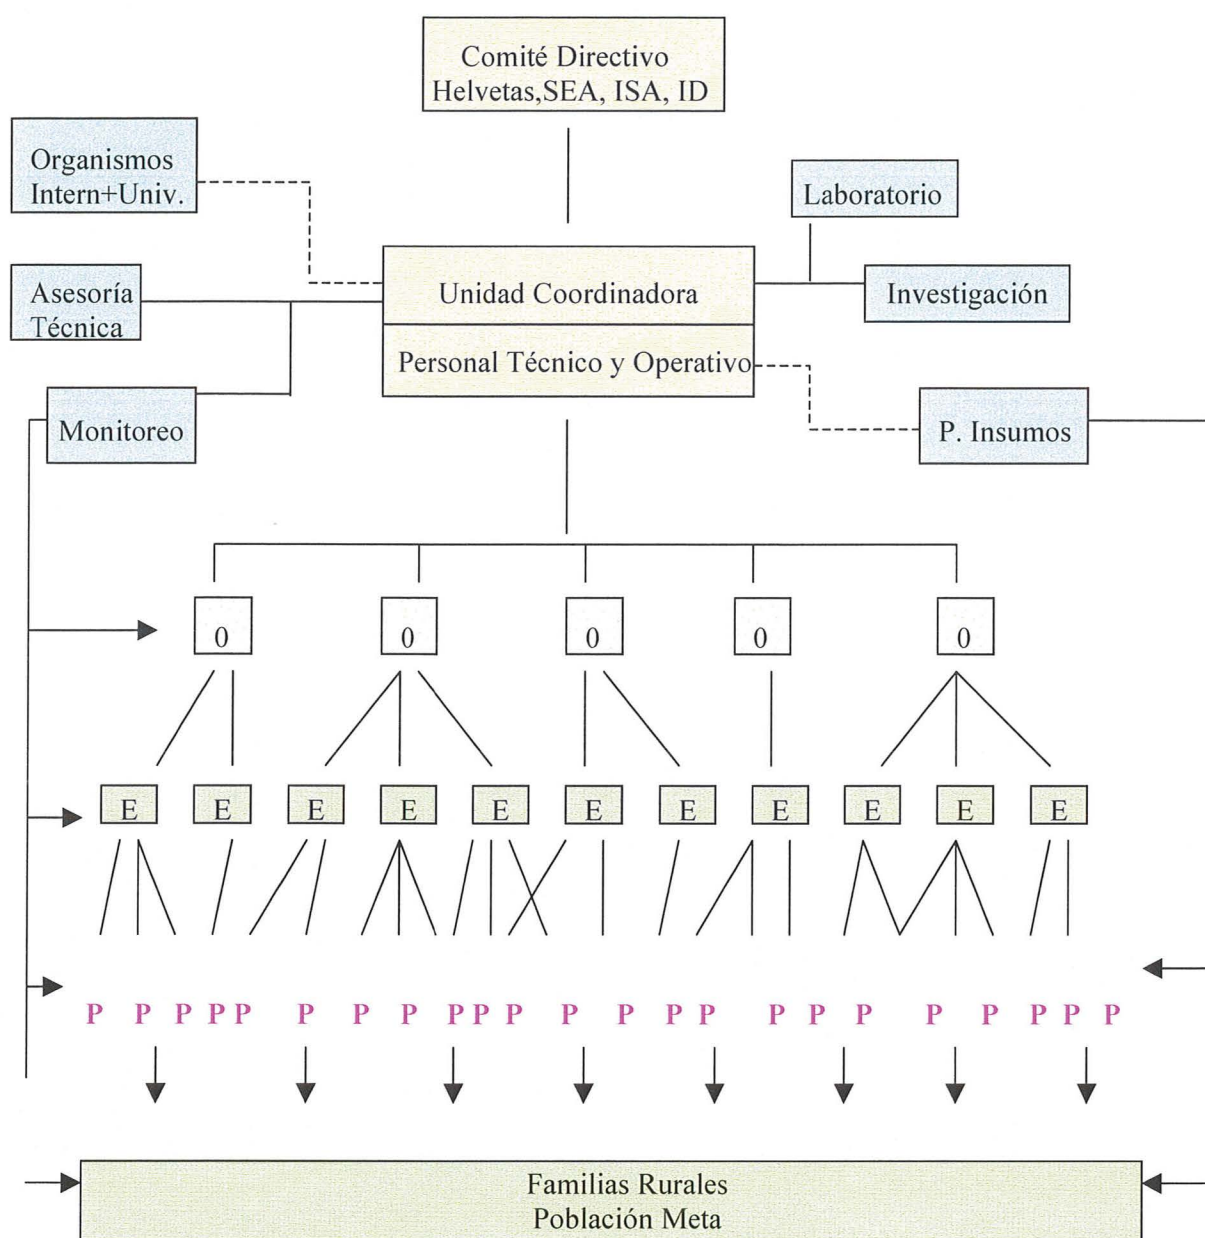 Comité Directivo
Helvetas,SEA, ISA, ID
Organismos
Intern+Univ.
Laboratorio
Asesoría
Técnica
Unidad Coordinadora
Investigación
Personal Técnico y Operativo
Monitoreo
P. Insumos
0 0 0 0 0
E E E E E E E E E E E
P P P P P P P P P P P P P P P P P P P P P P P
Familias Rurales
Población Meta